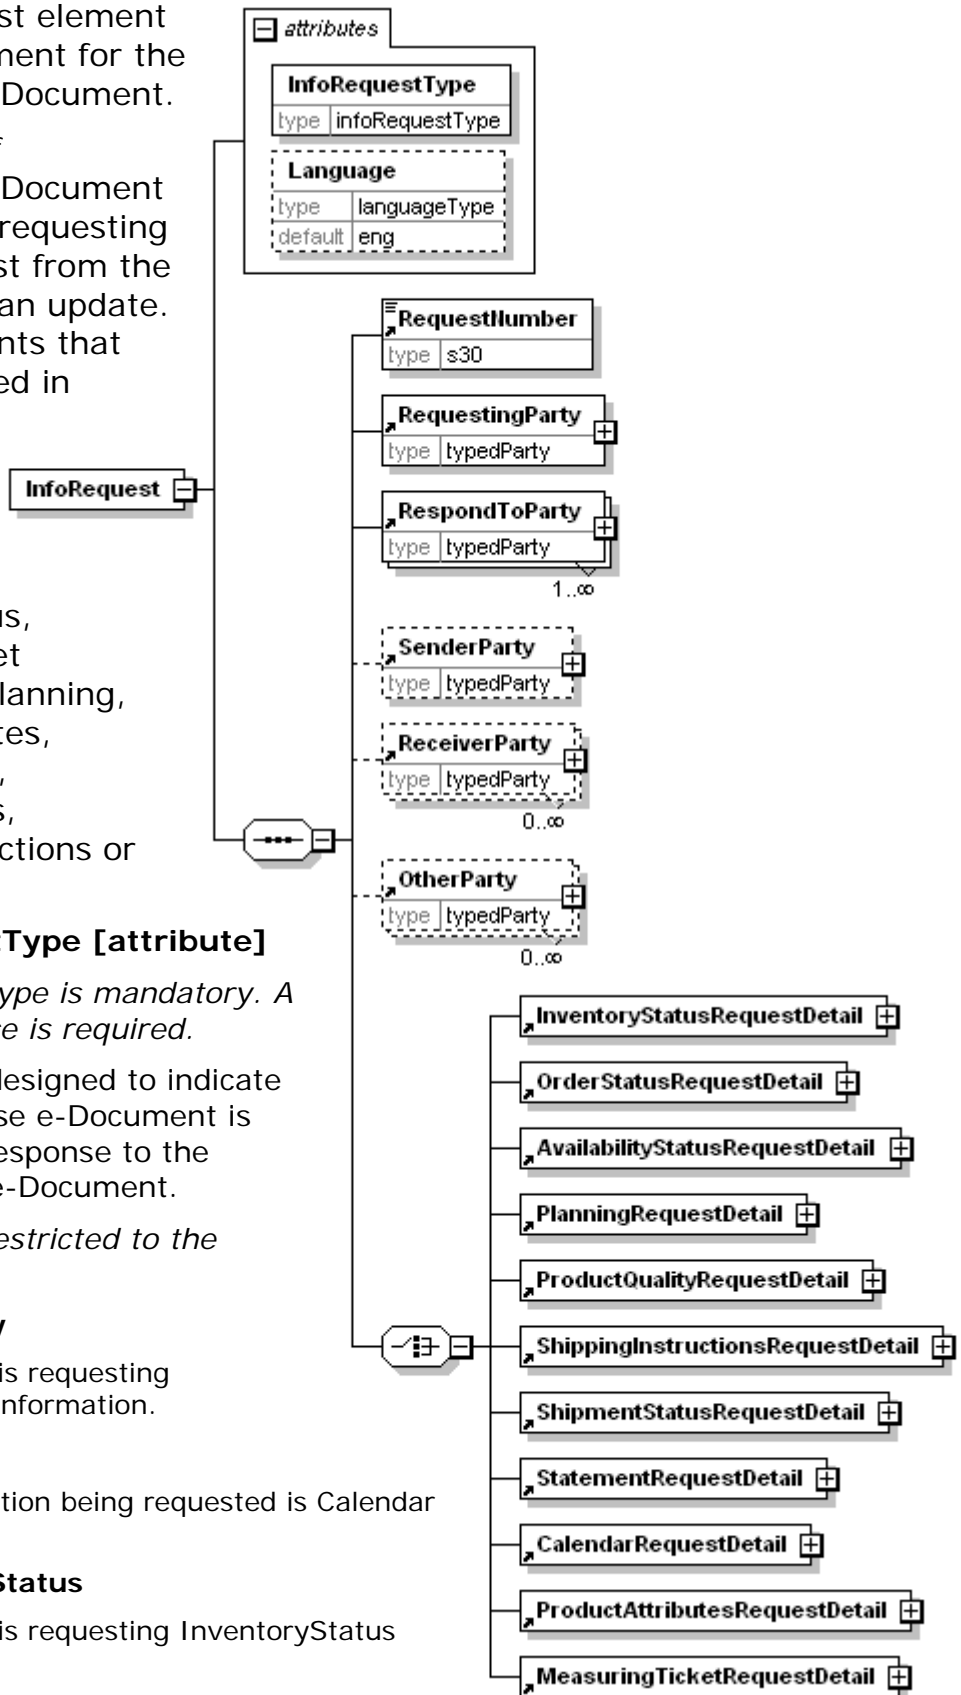 st element
nent for the
Document.
Document
requesting
st from the
an update.
nts that
ed in
us,
et
lanning,
tes,
,
s,
ctions or
tType [attribute]
ype is mandatory. A
ce is required.
designed to indicate
se e-Document is
esponse to the
e-Document.
estricted to the
y
is requesting
nformation.
tion being requested is Calendar
Status
is requesting InventoryStatus
attributes
InfoRequestType
type infoRequestType
Language
type languageType
default eng
InfoRequest
RequestNumber
type s30
RequestingParty
type typedParty
RespondToParty
type typedParty
1..∞
SenderParty
type typedParty
ReceiverParty
type typedParty
0..∞
OtherParty
type typedParty
0..∞
InventoryStatusRequestDetail
OrderStatusRequestDetail
AvailabilityStatusRequestDetail
PlanningRequestDetail
ProductQualityRequestDetail
ShippingInstructionsRequestDetail
ShipmentStatusRequestDetail
StatementRequestDetail
CalendarRequestDetail
ProductAttributesRequestDetail
MeasuringTicketRequestDetail